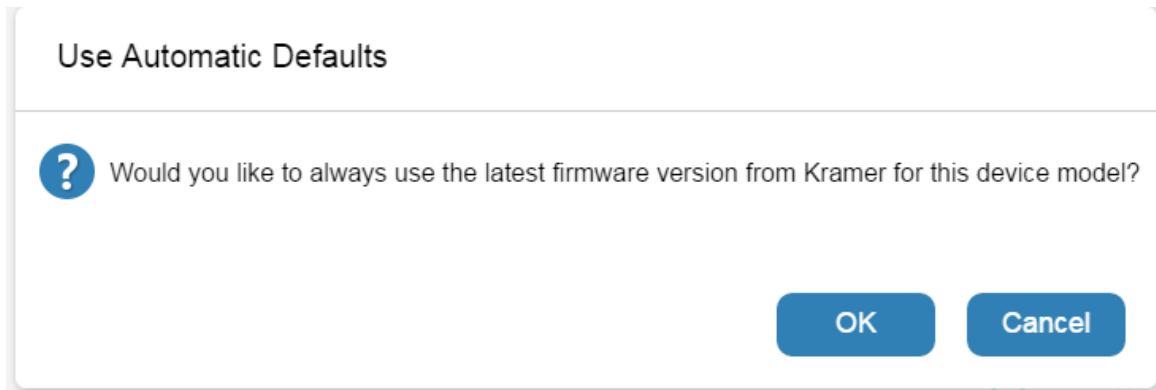 Use Automatic Defaults
? Would you like to always use the latest firmware version from Kramer for this device model?
OK Cancel